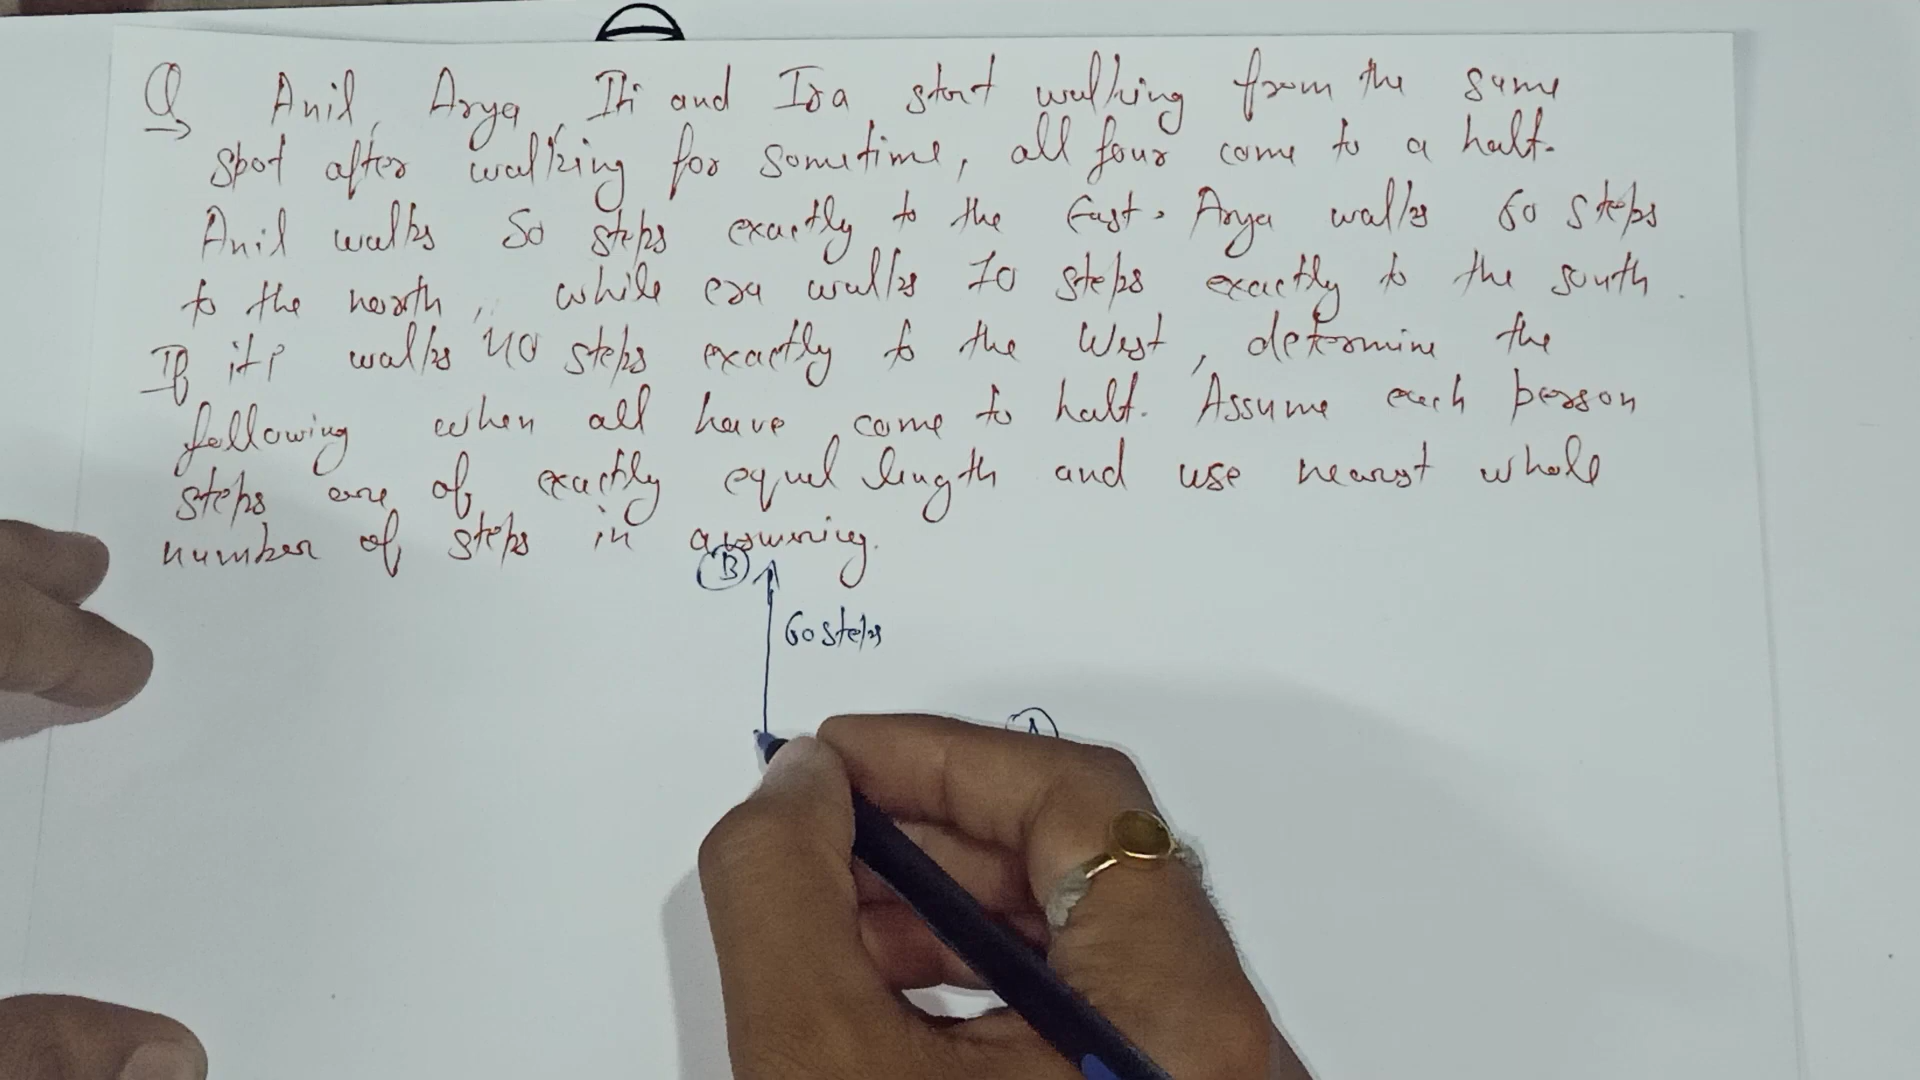 Q Anil, Arya, Iti and Ira start walking from the same
spot after walking for sometime, all four come to a halt.
Anil walks 50 steps exactly to the East. Arya walks 60 steps
to the north, while era walks 70 steps exactly to the south.
If iti walks 40 steps exactly to the West, determine the
following when all have come to halt. Assume each person
steps are of exactly equal length and use nearest whole
number of steps in answering.
B
60 steps
A